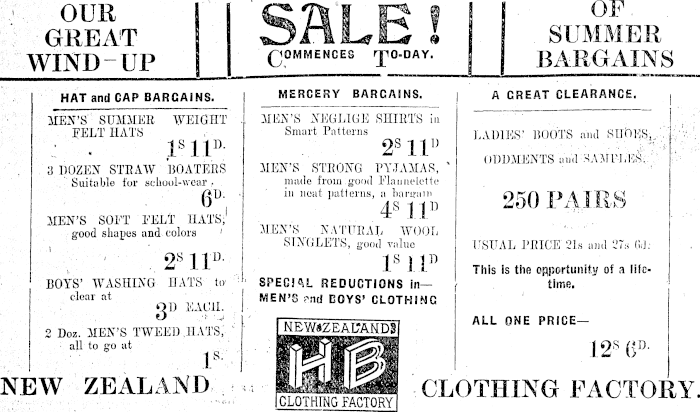 OUR
GREAT
WIND-UP
SALE!
COMMENCES TO-DAY.
OF
SUMMER
BARGAINS
HAT and CAP BARGAINS.
MEN'S SUMMER WEIGHT
FELT HATS
1S 11D.
3 DOZEN STRAW BOATERS
Suitable for school-wear.
6D.
MEN'S SOFT FELT HATS,
good shapes and colors
2S 11D.
BOYS' WASHING HATS to
clear at
3D EACH.
2 Doz. MEN'S TWEED HATS,
all to go at
1S.
MERCERY BARGAINS.
MEN'S NEGLIGE SHIRTS in
Smart Patterns
2S 11D
MEN'S STRONG PYJAMAS,
made from good Flannelette
in neat patterns, a bargain
4S 11D
MEN'S NATURAL WOOL
SINGLETS, good value
1S 11D
SPECIAL REDUCTIONS in—
MEN'S and BOYS' CLOTHING
A GREAT CLEARANCE.
LADIES' BOOTS and SHOES,
ODDMENTS and SAMPLES.
250 PAIRS
USUAL PRICE 21s and 27s 6d.
This is the opportunity of a life-
time.
ALL ONE PRICE—
12S 6D.
NEW ZEALAND
HB
CLOTHING FACTORY
NEW ZEALAND
CLOTHING FACTORY.